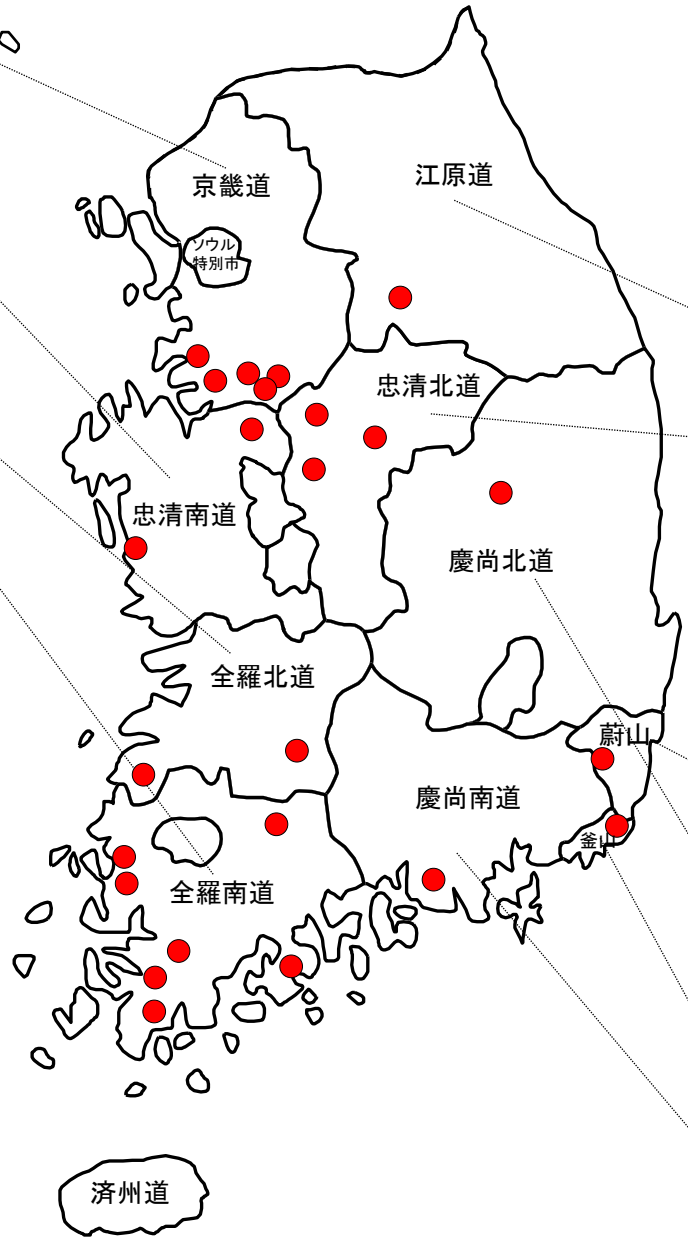 江原道
京畿道
ソウル
特別市
忠清北道
忠清南道
慶尚北道
全羅北道
蔚山
慶尚南道
釜山
全羅南道
済州道